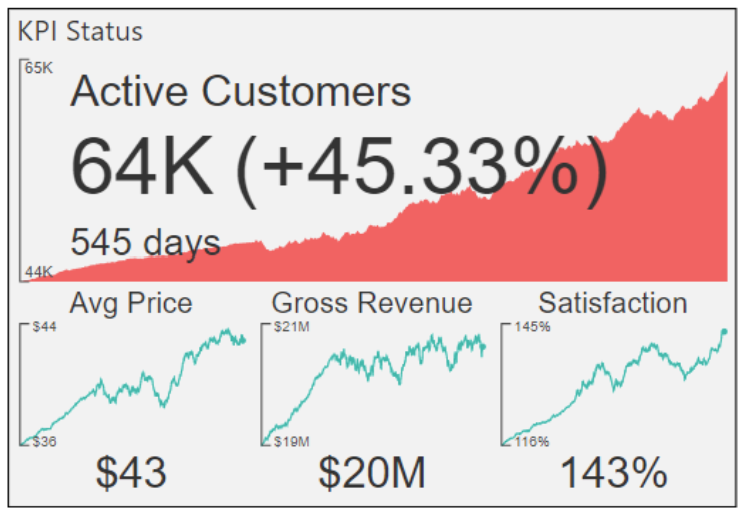 KPI Status
65K
Active Customers
64K (+45.33%)
545 days
44K
Avg Price
Gross Revenue
Satisfaction
$44
$21M
145%
$36
$19M
116%
$43
$20M
143%